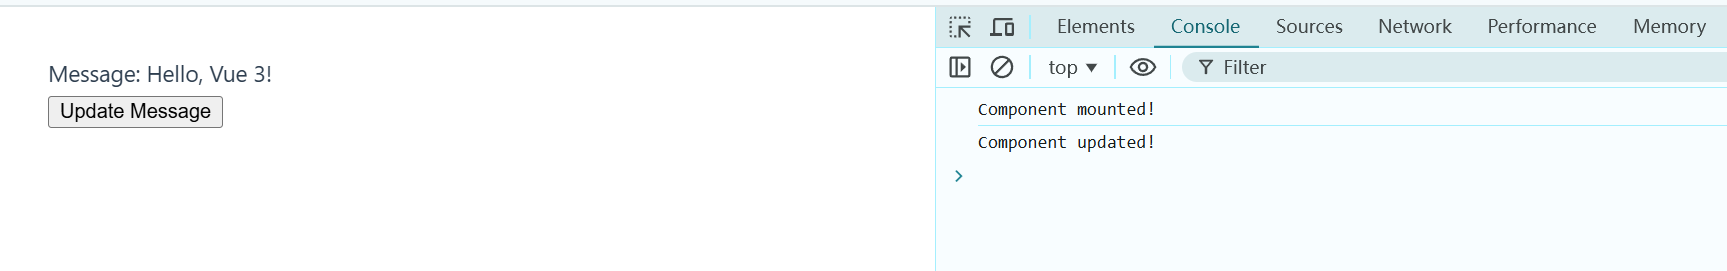 Message: Hello, Vue 3!
Update Message
Elements Console Sources Network Performance Memory
top Filter
Component mounted!
Component updated!